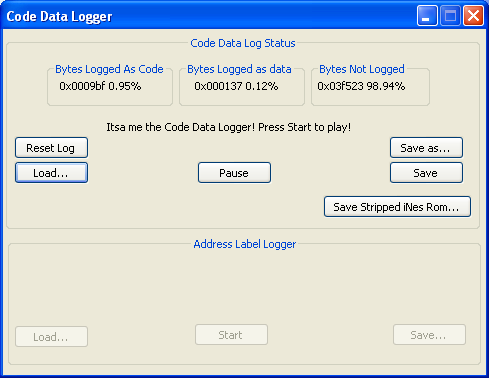 Code Data Logger
Code Data Log Status
Bytes Logged As Code
0x0009bf 0.95%
Bytes Logged as data
0x000137 0.12%
Bytes Not Logged
0x03f523 98.94%
Itsa me the Code Data Logger! Press Start to play!
Reset Log
Save as...
Load...
Pause
Save
Save Stripped iNes Rom...
Address Label Logger
Load...
Start
Save...